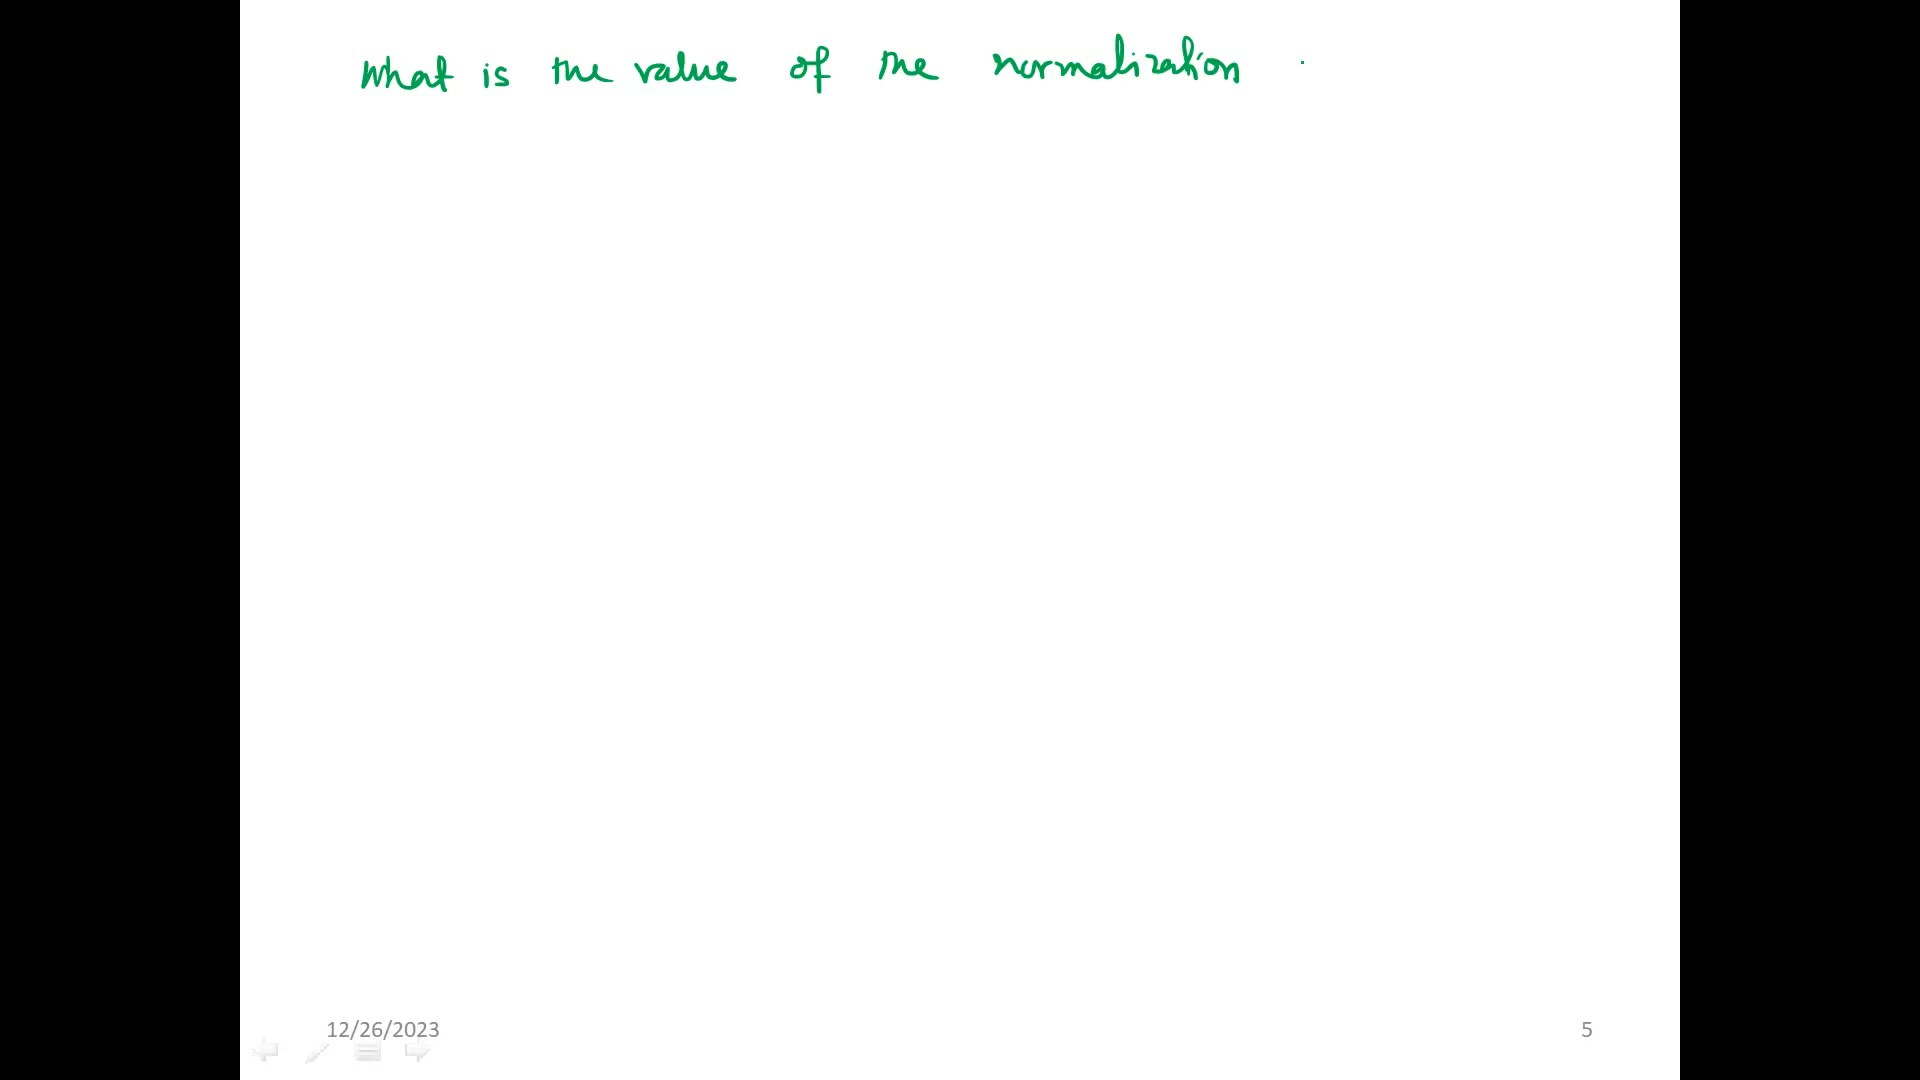 What is the value of the normalization
12/26/2023
5